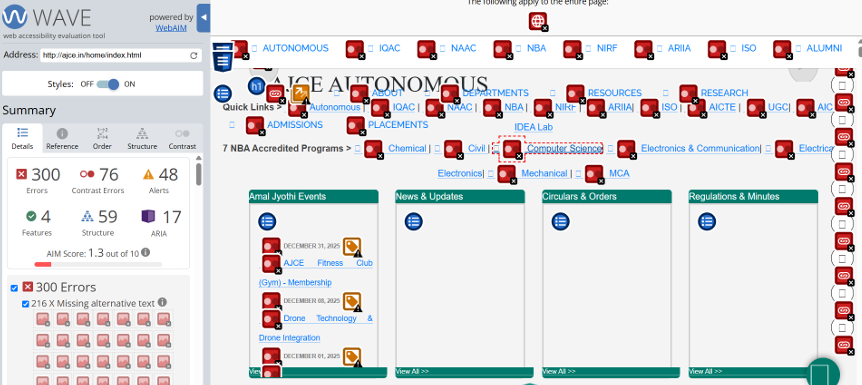 The following apply to the entire page:
WAVE
web accessibility evaluation tool
powered by
WebAIM
Address: http://ajce.in/home/index.html
Styles: OFF ON
Summary
Details Reference Order Structure Contrast
300 76 48
Errors Contrast Errors Alerts
4 59 17
Features Structure ARIA
AIM Score: 1.3 out of 10
300 Errors
216 X Missing alternative text
AUTONOMOUS IQAC NAAC NBA NIRF ARIIA ISO ALUMNI
h1 AJCE AUTONOMOUS
ABOUT DEPARTMENTS RESOURCES RESEARCH
Quick Links > Autonomous | IQAC | NAAC | NBA | NIRF | ARIIA| ISO | AICTE | UGC| AIC
ADMISSIONS PLACEMENTS
IDEA Lab
7 NBA Accredited Programs > Chemical | Civil | Computer Science Electronics & Communication| Electrica
Electronics| Mechanical | MCA
Amal Jyothi Events News & Updates Circulars & Orders Regulations & Minutes
DECEMBER 31, 2025
AJCE Fitness Club
(Gym) - Membership
DECEMBER 08, 2025
Drone Technology &
Drone Integration
DECEMBER 01, 2025
View All >> View All >> View All >>